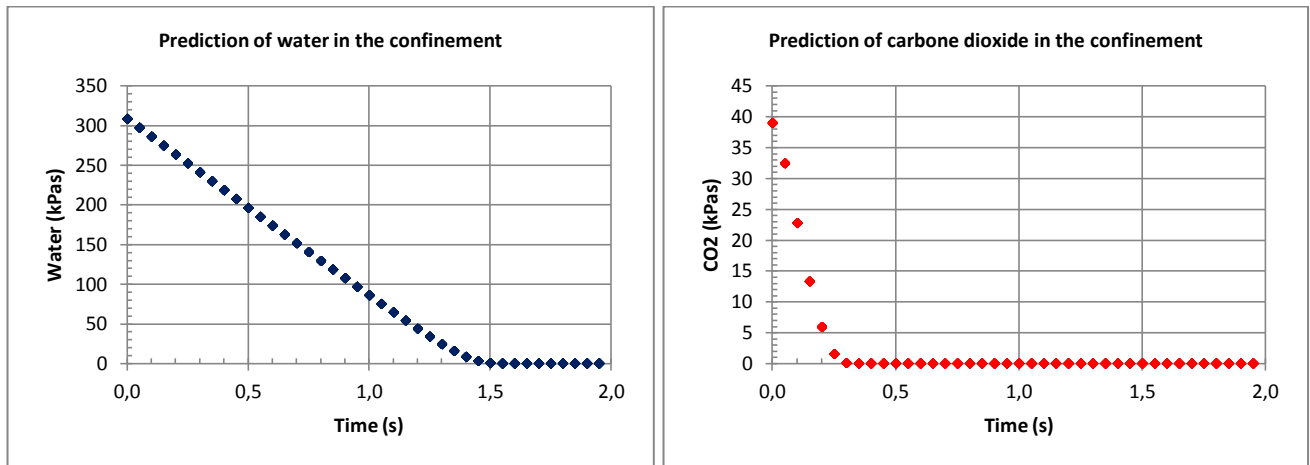 Prediction of water in the confinement
350
300
250
200
150
100
50
0
Water (kPas)
0,0 0,5 1,0 1,5 2,0
Time (s)
Prediction of carbone dioxide in the confinement
45
40
35
30
25
20
15
10
5
0
CO2 (kPas)
0,0 0,5 1,0 1,5 2,0
Time (s)